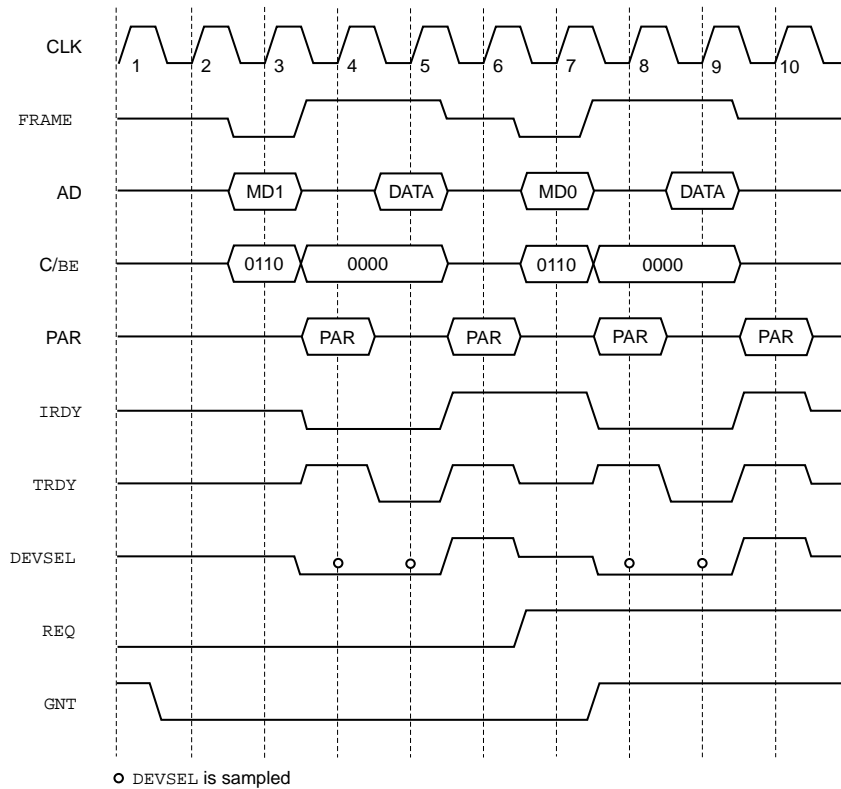 CLK
1 2 3 4 5 6 7 8 9 10
FRAME
AD MD1 DATA MD0 DATA
C/BE 0110 0000 0110 0000
PAR PAR PAR PAR PAR
IRDY
TRDY
DEVSEL
REQ
GNT
DEVSEL is sampled